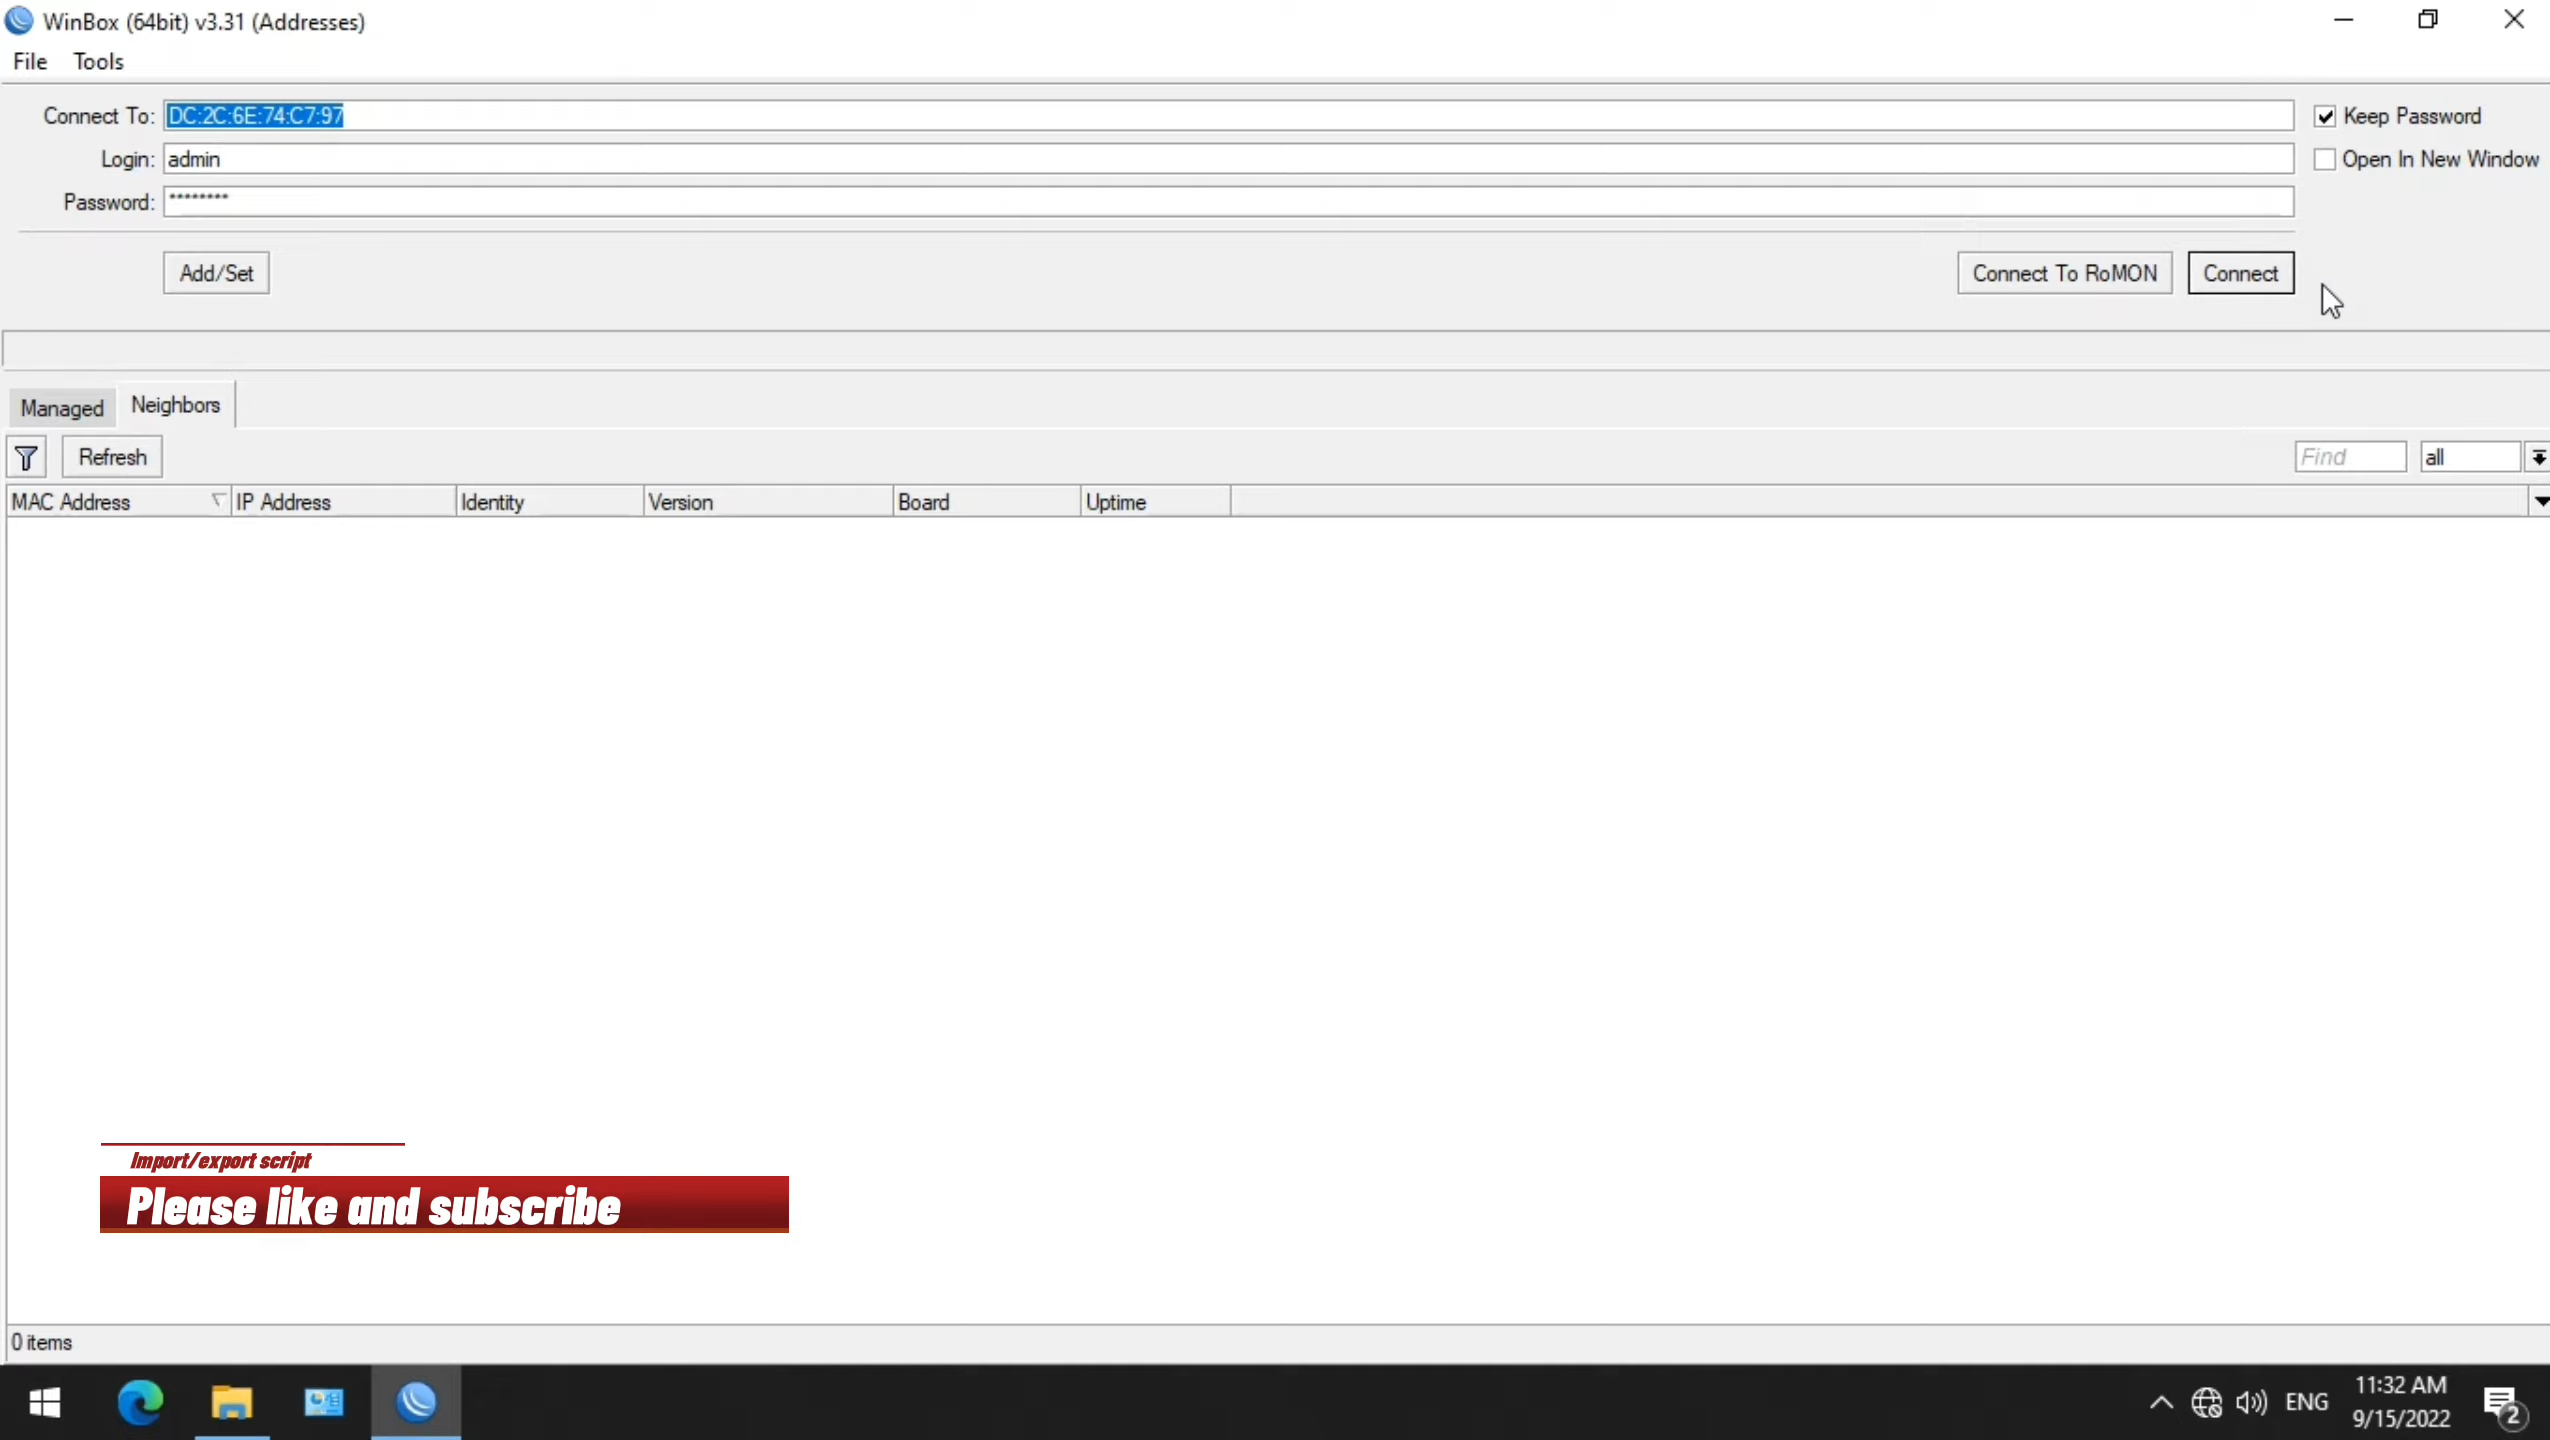 WinBox (64bit) v3.31 (Addresses)
File Tools
Connect To: DC:2C:6E:74:C7:97
Keep Password
Login: admin
Open In New Window
Password: ********
Add/Set
Connect To RoMON
Connect
Managed
Neighbors
Refresh
Find
all
MAC Address
IP Address
Identity
Version
Board
Uptime
Import/export script
Please like and subscribe
0 items
ENG
11:32 AM
9/15/2022
2